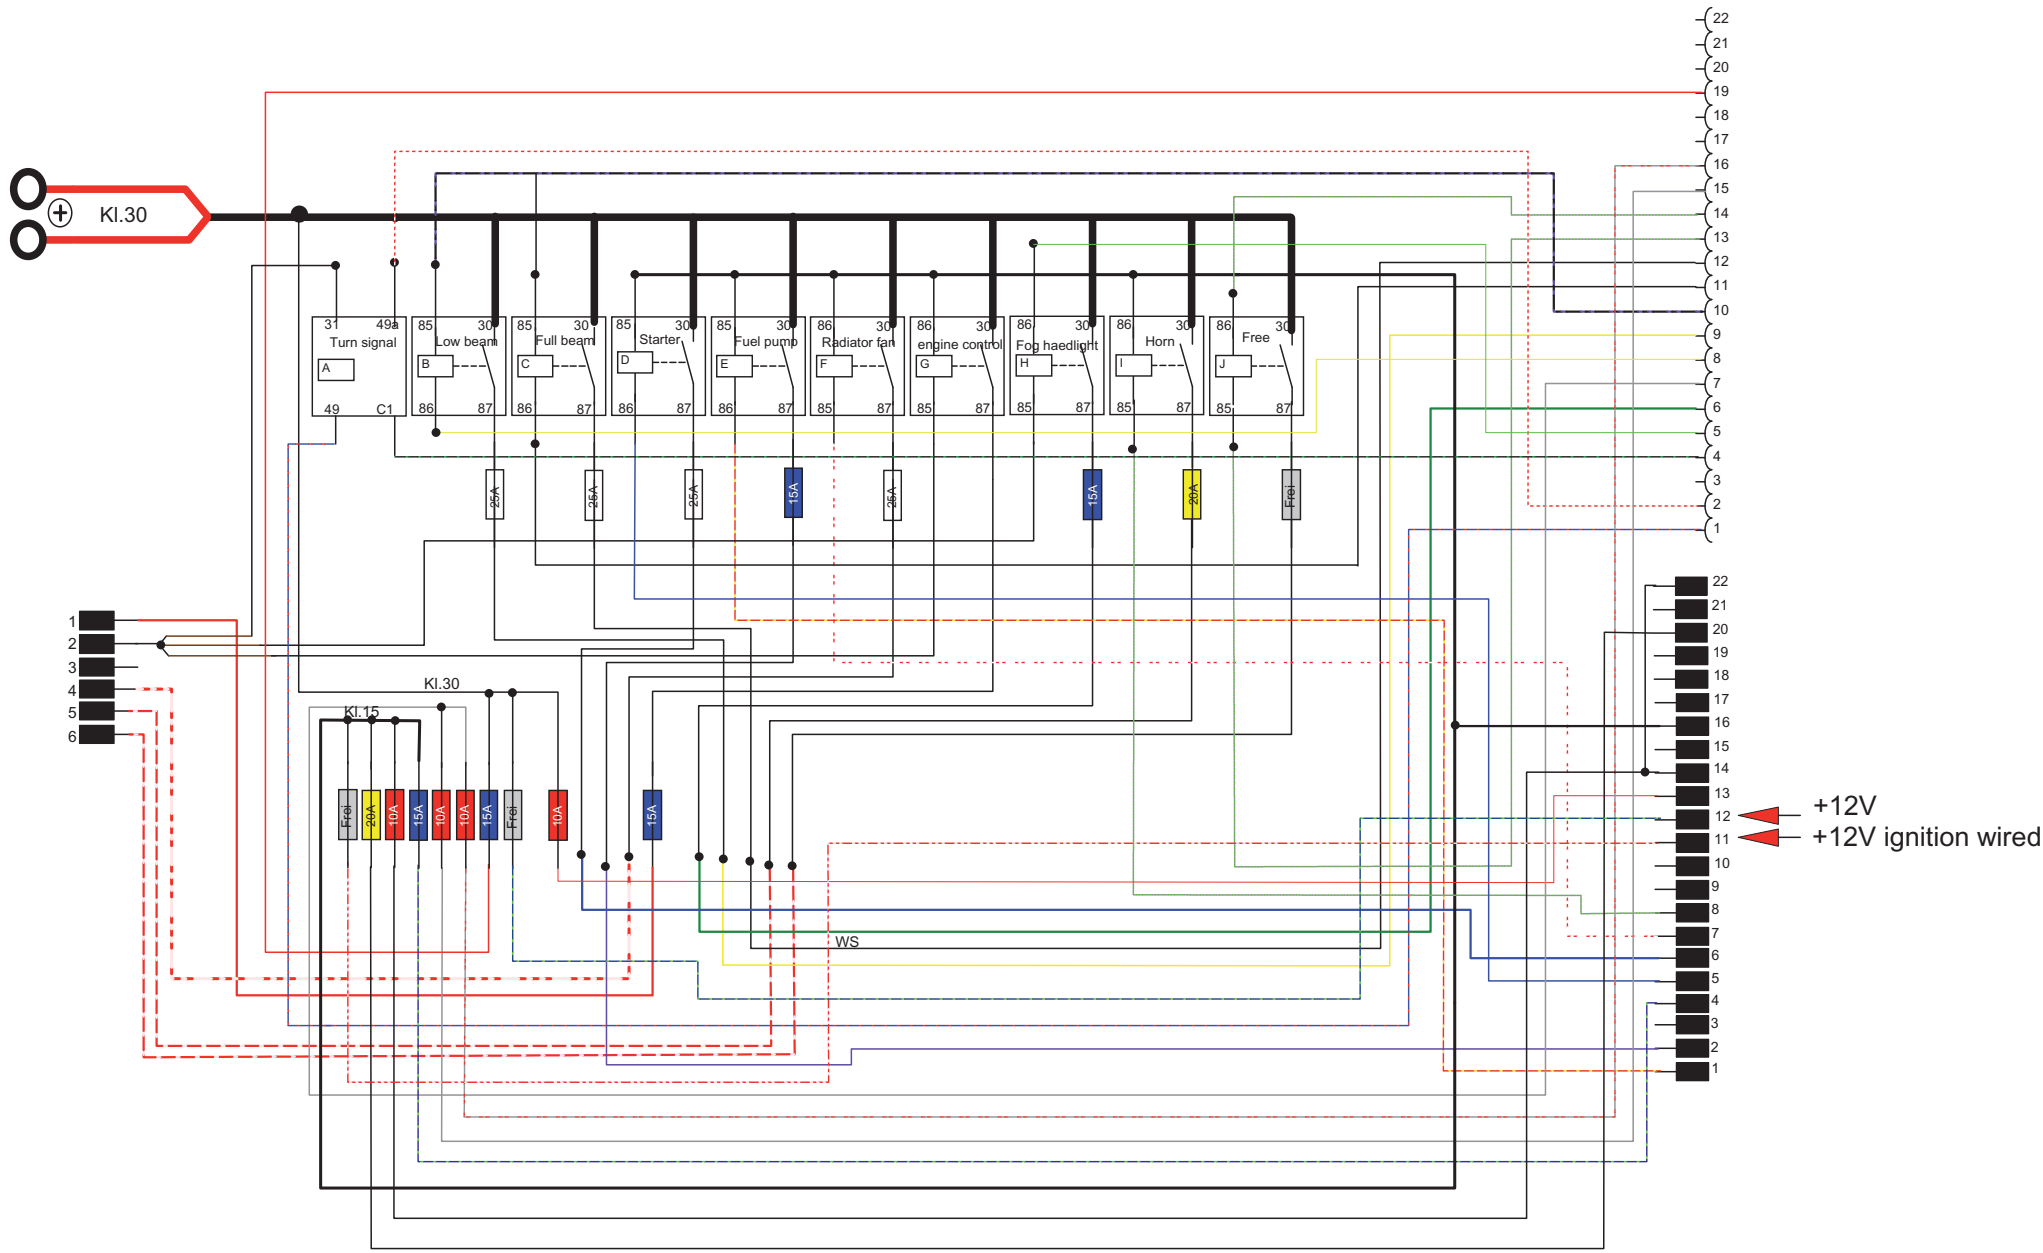 22
21
20
19
18
17
16
15
14
13
12
11
10
9
8
7
6
5
4
3
2
1
+ Kl.30
31 49a
Turn signal
A
49 C1
85 30
Low beam
B
86 87
85 30
Full beam
C
86 87
85 30
Starter
D
86 87
85 30
Fuel pump
E
86 87
86 30
Radiator fan
F
85 87
86 30
engine control
G
85 87
86 30
Fog haedlight
H
85 87
86 30
Horn
I
85 87
86 30
Free
J
85 87
25A 25A 25A 15A 25A 15A 20A Frei
1
2
3
4
5
6
Kl.30
Kl.15
Frei 20A 10A 15A 10A 10A 15A Frei 10A 15A
WS
22
21
20
19
18
17
16
15
14
13
12 +12V
11 +12V ignition wired
10
9
8
7
6
5
4
3
2
1